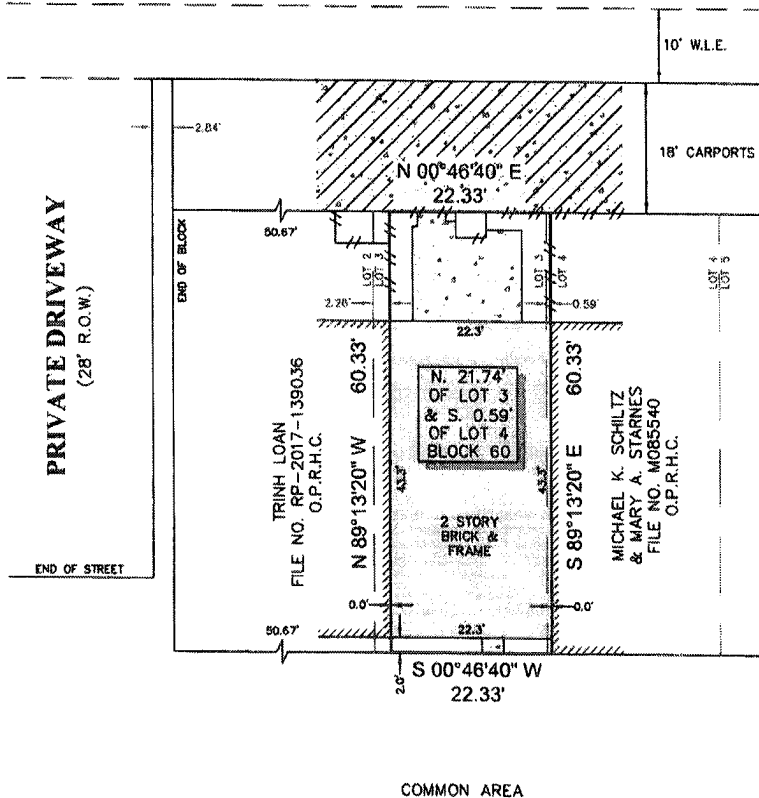 10' W.L.E.
2.84'
18' CARPORTS
N 00°46'40" E
22.33'
PRIVATE DRIVEWAY
(28' R.O.W.)
END OF BLOCK
50.67'
LOT 2
LOT 3
LOT 3
LOT 4
LOT 4
LOT 5
2.26'
0.59'
22.3'
TRINH LOAN
FILE NO. RP-2017-139036
O.P.R.H.C.
N 89°13'20" W 60.33'
N. 21.74'
OF LOT 3
& S. 0.59'
OF LOT 4
BLOCK 60
43.3'
43.3'
2 STORY
BRICK &
FRAME
S 89°13'20" E 60.33'
MICHAEL K. SCHILTZ
& MARY A. STARNES
FILE NO. M085540
O.P.R.H.C.
END OF STREET
0.0'
0.0'
50.67'
22.3'
2.0'
S 00°46'40" W
22.33'
COMMON AREA